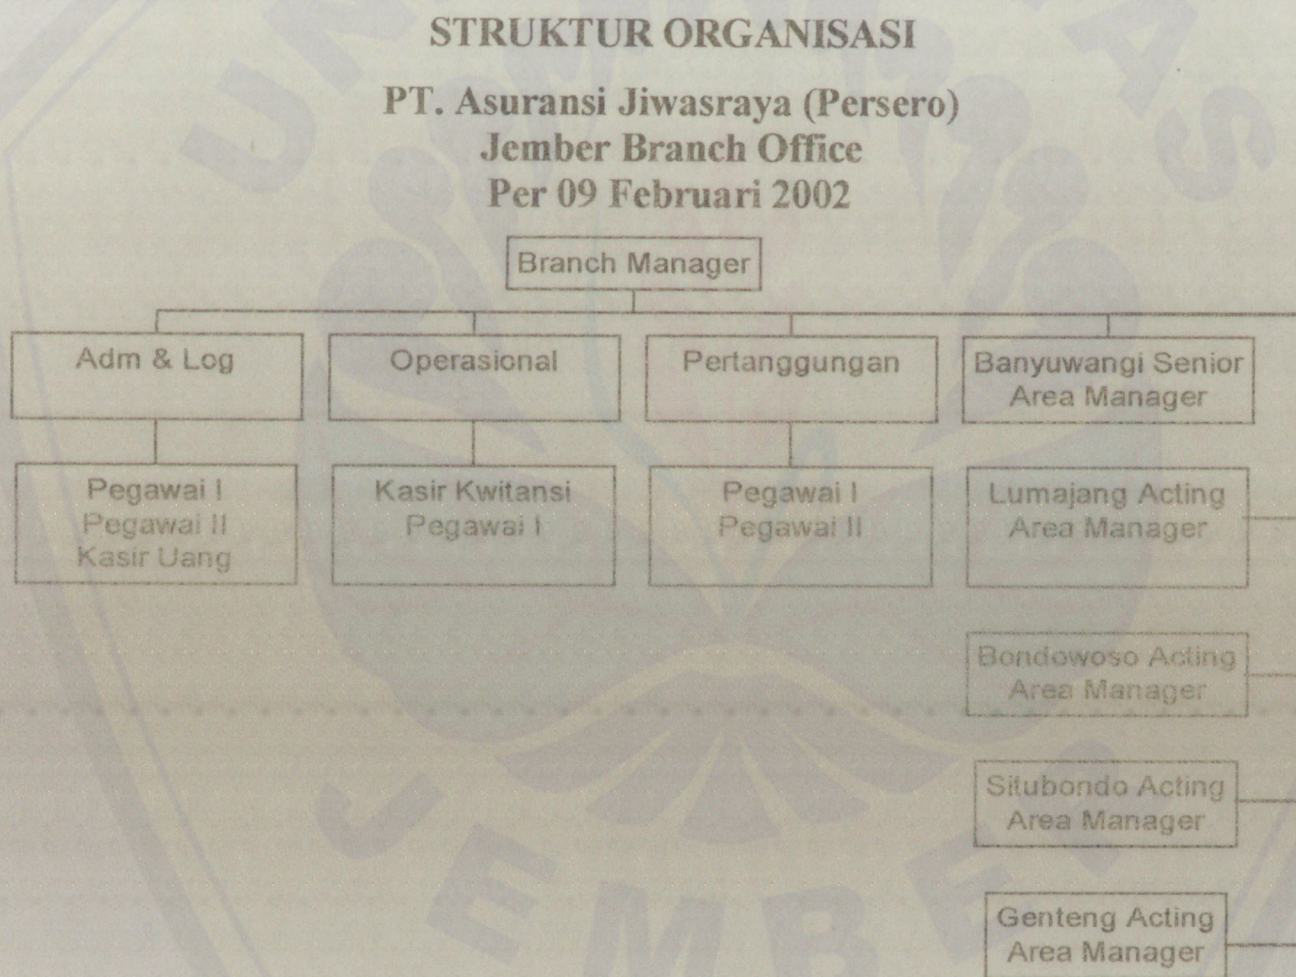 STRUKTUR ORGANISASI
PT. Asuransi Jiwasraya (Persero)
Jember Branch Office
Per 09 Februari 2002
Branch Manager
Adm & Log
Operasional
Pertanggungan
Banyuwangi Senior
Area Manager
Pegawai I
Pegawai II
Kasir Uang
Kasir Kwitansi
Pegawai I
Pegawai I
Pegawai II
Lumajang Acting
Area Manager
Bondowoso Acting
Area Manager
Situbondo Acting
Area Manager
Genteng Acting
Area Manager
JEMBER